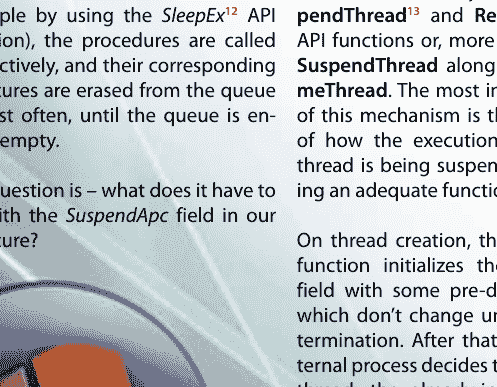 ple by using the SleepEx12 API
ion), the procedures are called
ctively, and their corresponding
tures are erased from the queue
st often, until the queue is en-
empty.
uestion is – what does it have to
ith the SuspendApc field in our
ture?
pendThread13 and Re
API functions or, more
SuspendThread along
meThread. The most in
of this mechanism is th
of how the execution
thread is being suspen
ing an adequate functio
On thread creation, th
function initializes the
field with some pre-d
which don't change un
termination. After that
ternal process decides t